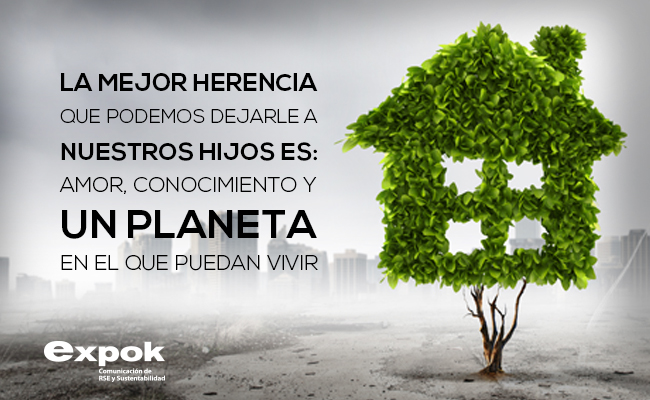 LA MEJOR HERENCIA
QUE PODEMOS DEJARLE A
NUESTROS HIJOS ES:
AMOR, CONOCIMIENTO Y
UN PLANETA
EN EL QUE PUEDAN VIVIR
expok
Comunicación de
RSE y Sustentabilidad